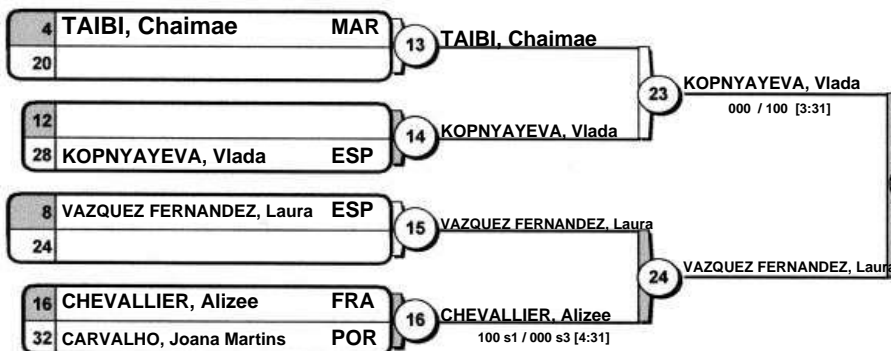 4 TAIBI, Chaimae MAR
20
13 TAIBI, Chaimae
12
28 KOPNYAYEVA, Vlada ESP
14 KOPNYAYEVA, Vlada
23 KOPNYAYEVA, Vlada
000 / 100 [3:31]
8 VAZQUEZ FERNANDEZ, Laura ESP
24
15 VAZQUEZ FERNANDEZ, Laura
16 CHEVALLIER, Alizee FRA
32 CARVALHO, Joana Martins POR
16 CHEVALLIER, Alizee
100 s1 / 000 s3 [4:31]
24 VAZQUEZ FERNANDEZ, Laura